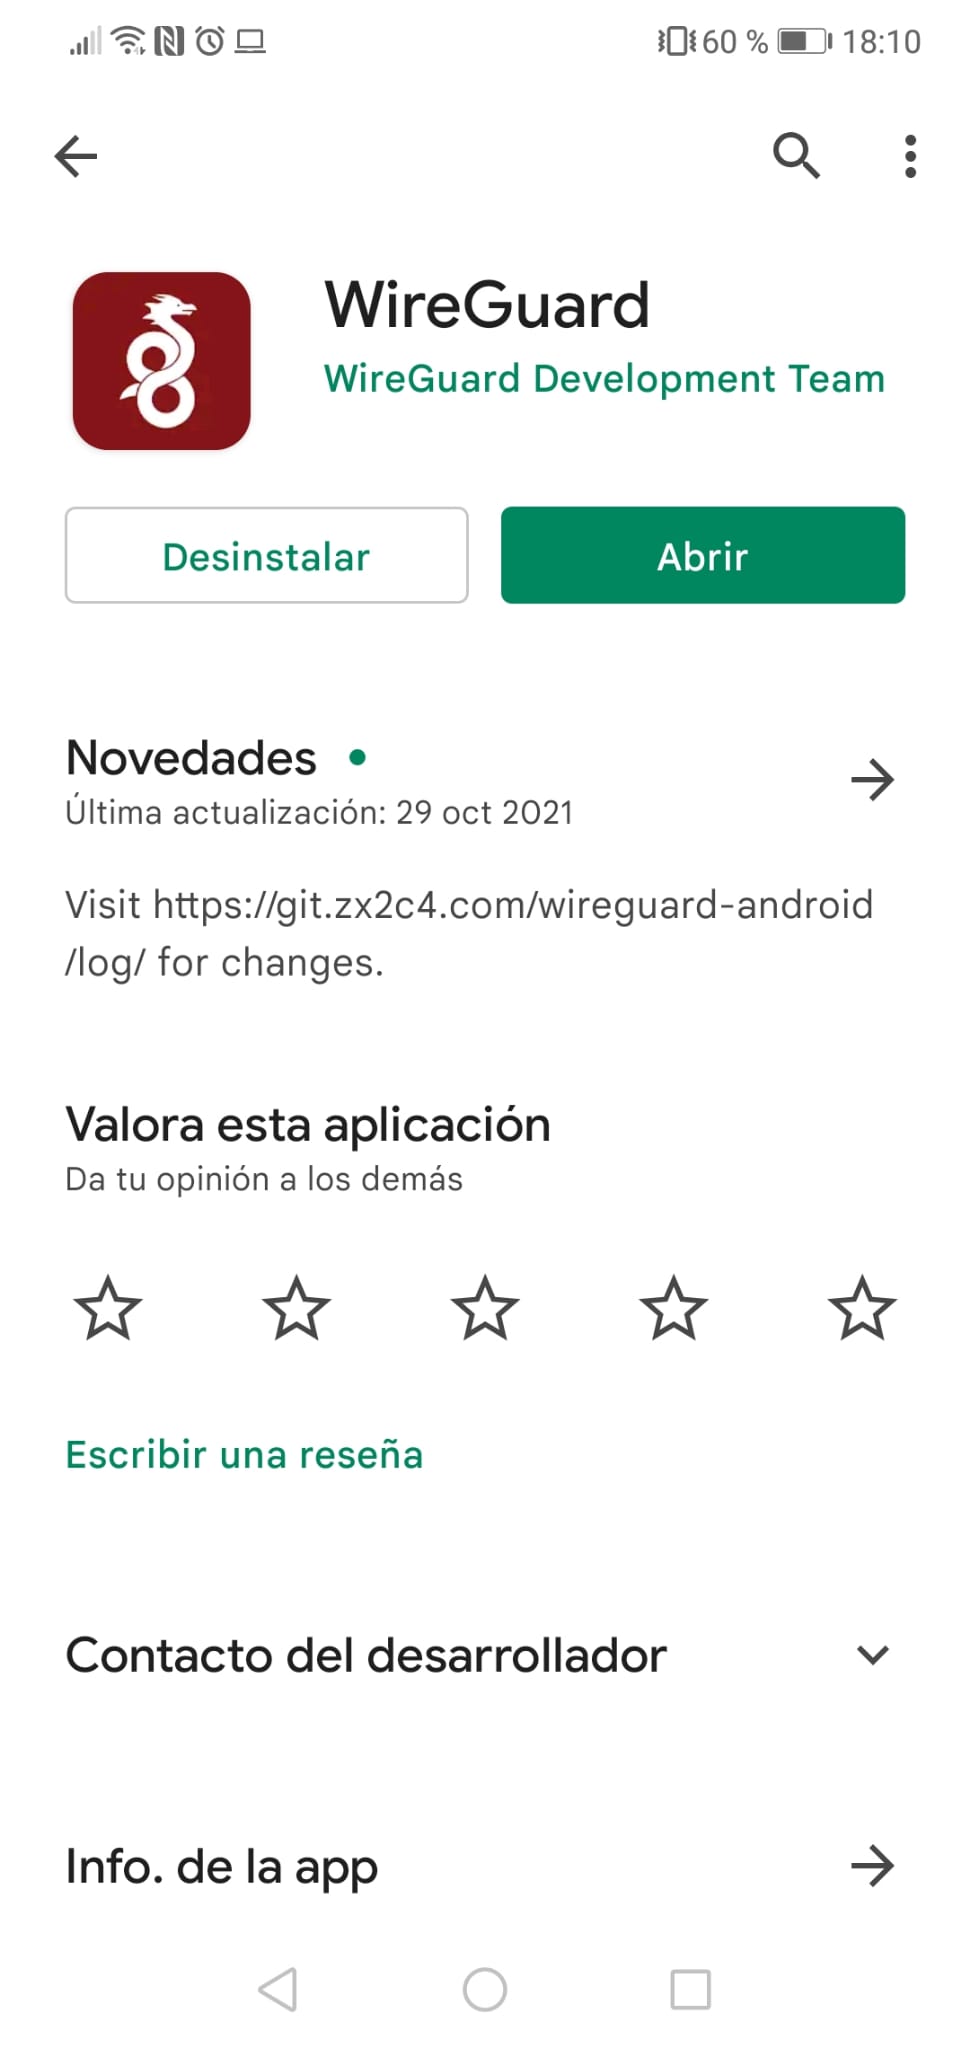 60 % 18:10
WireGuard
WireGuard Development Team
Desinstalar
Abrir
Novedades
Última actualización: 29 oct 2021
Visit https://git.zx2c4.com/wireguard-android
/log/ for changes.
Valora esta aplicación
Da tu opinión a los demás
Escribir una reseña
Contacto del desarrollador
Info. de la app